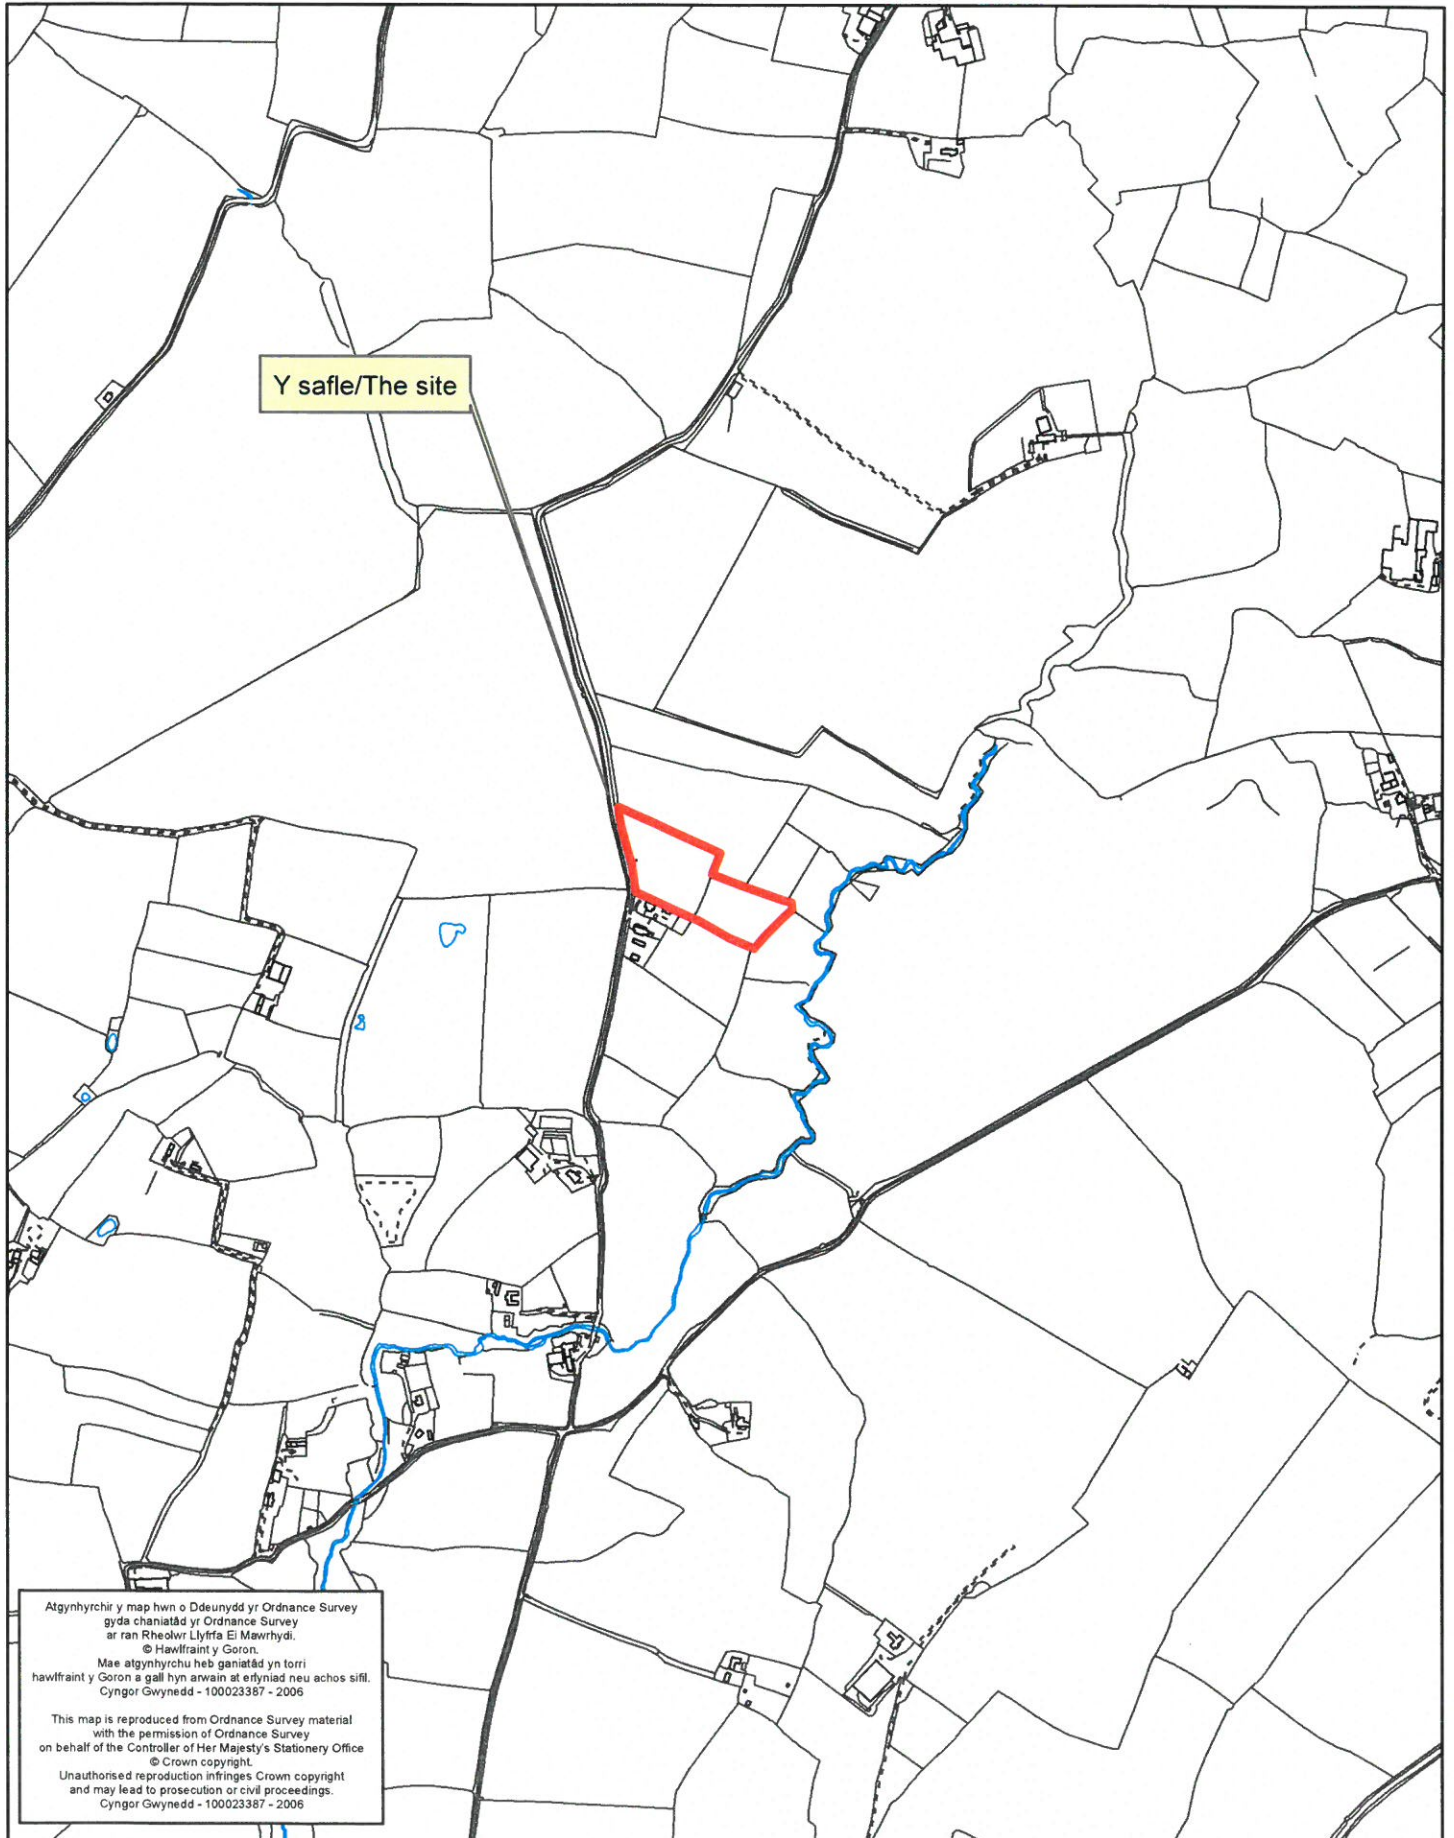 Y safle/The site
Atgynhyrchir y map hwn o Ddeunydd yr Ordnance Survey
gyda chaniatâd yr Ordnance Survey
ar ran Rheolwr Llyfrfa Ei Mawrhydi.
© Hawlfraint y Goron.
Mae atgynhyrchu heb ganiatâd yn torri
hawlfraint y Goron a gall hyn arwain at erlyniad neu achos sifil.
Cyngor Gwynedd - 100023387 - 2006
This map is reproduced from Ordnance Survey material
with the permission of Ordnance Survey
on behalf of the Controller of Her Majesty's Stationery Office
© Crown copyright.
Unauthorised reproduction infringes Crown copyright
and may lead to prosecution or civil proceedings.
Cyngor Gwynedd - 100023387 - 2006